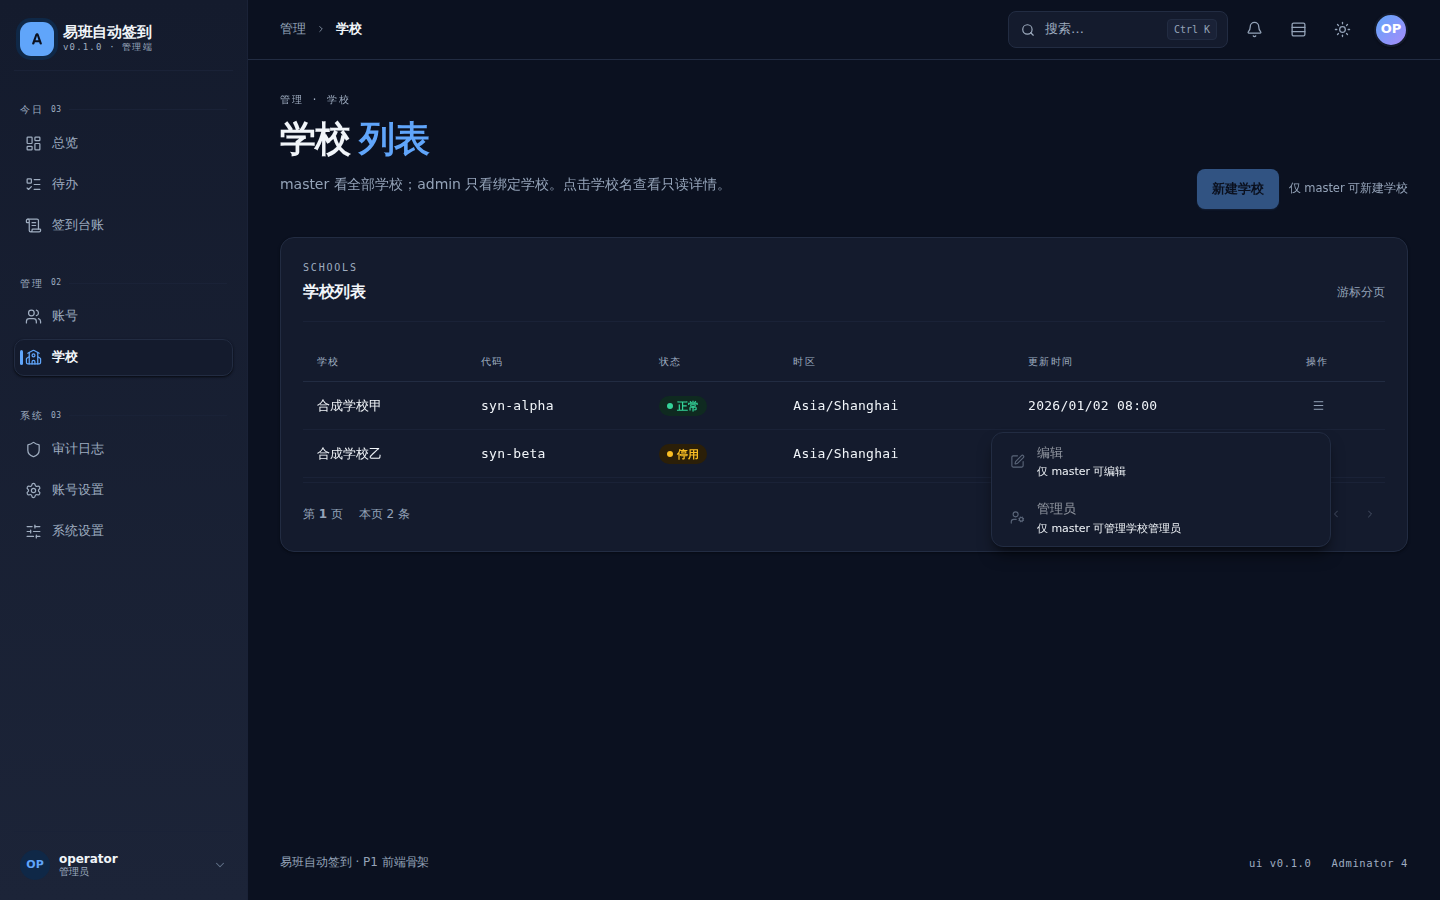 A
易班自动签到
v0.1.0 · 管理端
今日 03
总览
待办
签到台账
管理 02
账号
学校
系统 03
审计日志
账号设置
系统设置
OP
operator
管理员
管理 › 学校
搜索… Ctrl K
OP
管理 · 学校
学校 列表
master 看全部学校；admin 只看绑定学校。点击学校名查看只读详情。
新建学校 仅 master 可新建学校
SCHOOLS
学校列表
游标分页
学校 代码 状态 时区 更新时间 操作
合成学校甲 syn-alpha 正常 Asia/Shanghai 2026/01/02 08:00
合成学校乙 syn-beta 停用 Asia/Shanghai
编辑
仅 master 可编辑
管理员
仅 master 可管理学校管理员
第 1 页 本页 2 条
易班自动签到 · P1 前端骨架
ui v0.1.0 Adminator 4